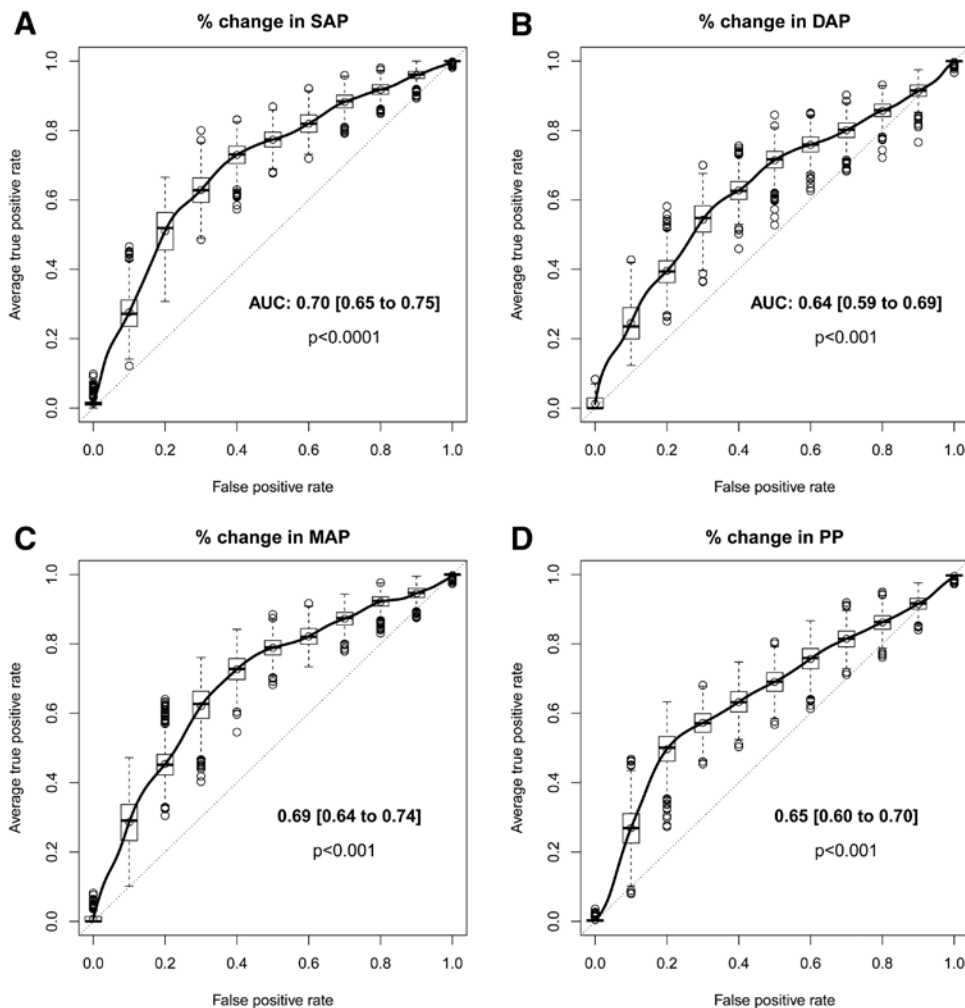 A
% change in SAP
Average true positive rate
1.0
0.8
0.6
0.4
0.2
0.0
AUC: 0.70 [0.65 to 0.75]
p<0.0001
0.0 0.2 0.4 0.6 0.8 1.0
False positive rate
B
% change in DAP
Average true positive rate
1.0
0.8
0.6
0.4
0.2
0.0
AUC: 0.64 [0.59 to 0.69]
p<0.001
0.0 0.2 0.4 0.6 0.8 1.0
False positive rate
C
% change in MAP
Average true positive rate
1.0
0.8
0.6
0.4
0.2
0.0
0.69 [0.64 to 0.74]
p<0.001
0.0 0.2 0.4 0.6 0.8 1.0
False positive rate
D
% change in PP
Average true positive rate
1.0
0.8
0.6
0.4
0.2
0.0
0.65 [0.60 to 0.70]
p<0.001
0.0 0.2 0.4 0.6 0.8 1.0
False positive rate